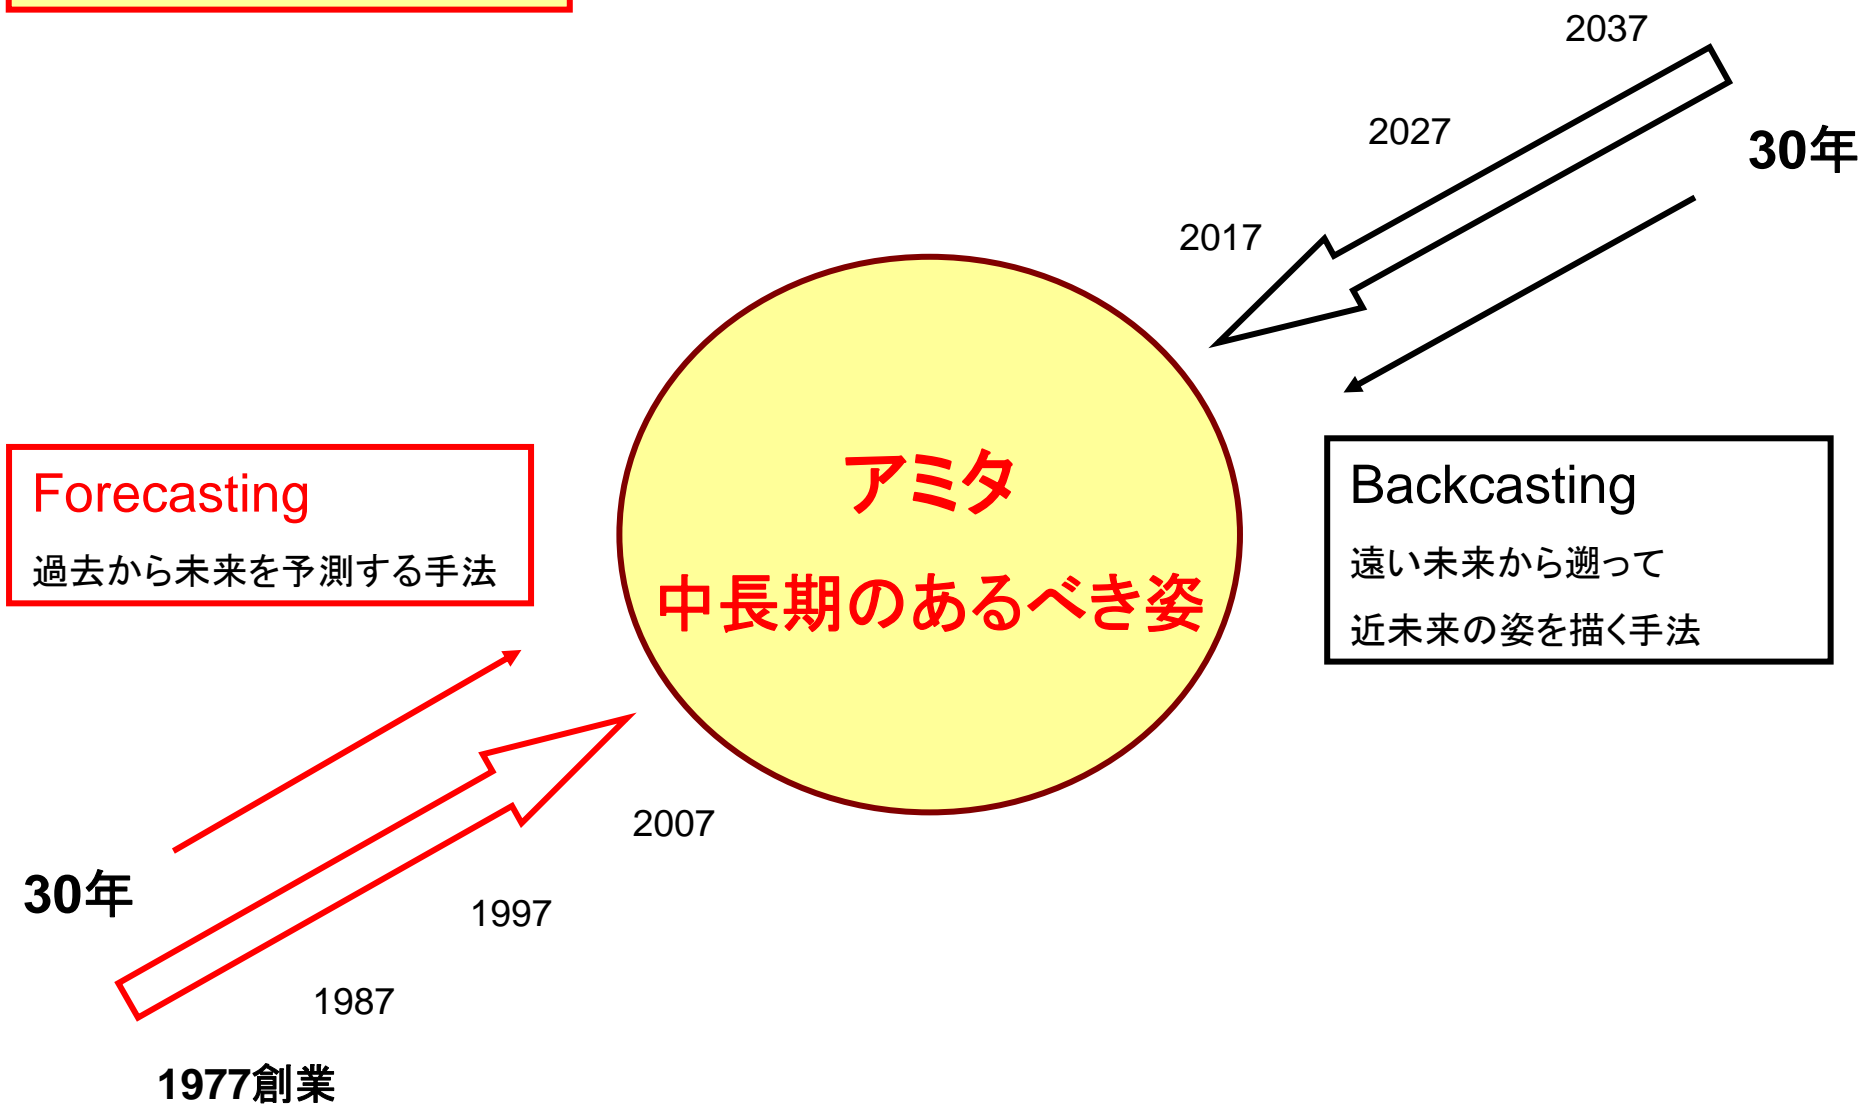 2037
2027
30年
2017
アミタ
中長期のあるべき姿
Forecasting
過去から未来を予測する手法
Backcasting
遠い未来から遡って
近未来の姿を描く手法
2007
30年
1997
1987
1977創業